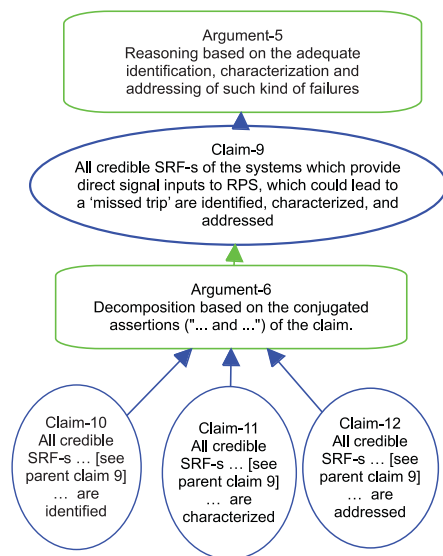 Argument-5
Reasoning based on the adequate
identification, characterization and
addressing of such kind of failures
Claim-9
All credible SRF-s of the systems which provide
direct signal inputs to RPS, which could lead to
a ‘missed trip’ are identified, characterized, and
addressed
Argument-6
Decomposition based on the conjugated
assertions ("... and ...") of the claim.
Claim-10
All credible
SRF-s … [see
parent claim 9]
… are
identified
Claim-11
All credible
SRF-s … [see
parent claim 9]
… are
characterized
Claim-12
All credible
SRF-s … [see
parent claim 9]
… are
addressed